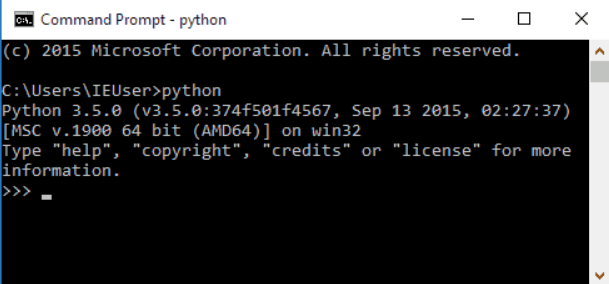 Command Prompt - python
(c) 2015 Microsoft Corporation. All rights reserved.
C:\Users\IEUser>python
Python 3.5.0 (v3.5.0:374f501f4567, Sep 13 2015, 02:27:37)
[MSC v.1900 64 bit (AMD64)] on win32
Type "help", "copyright", "credits" or "license" for more
information.
>>> _